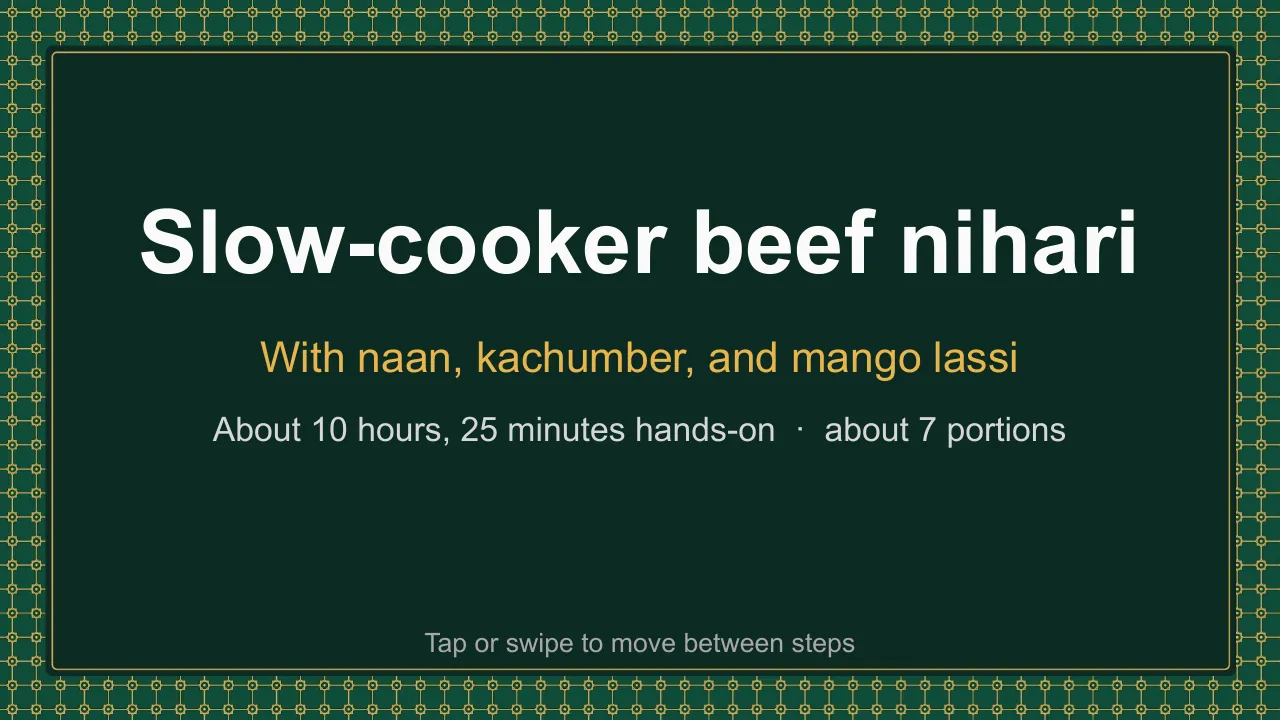 Slow-cooker beef nihari
With naan, kachumber, and mango lassi
About 10 hours, 25 minutes hands-on · about 7 portions
Tap or swipe to move between steps